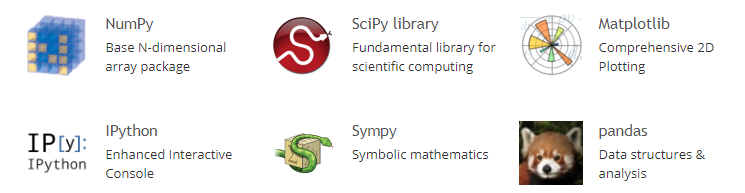 NumPy
Base N-dimensional
array package
SciPy library
Fundamental library for
scientific computing
Matplotlib
Comprehensive 2D
Plotting
IP[y]:
IPython
IPython
Enhanced Interactive
Console
Sympy
Symbolic mathematics
pandas
Data structures &
analysis